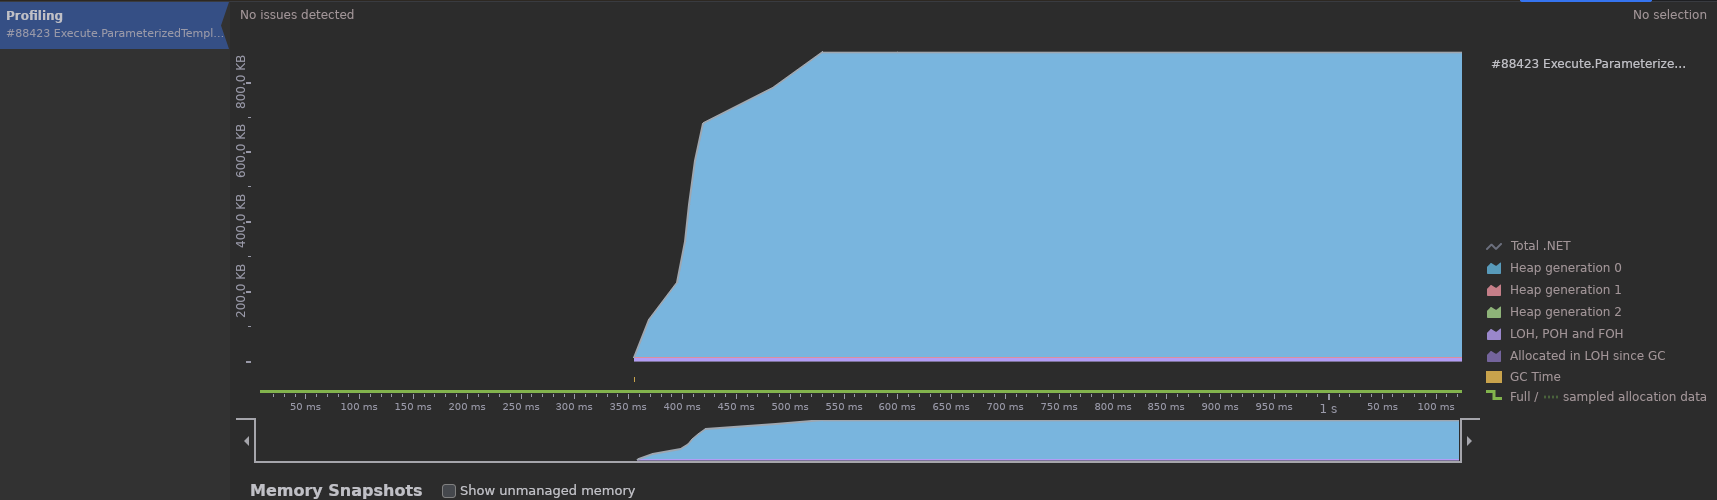 Profiling
#88423 Execute.ParameterizedTempl...
No issues detected
No selection
800,0 KB
600,0 KB
400,0 KB
200,0 KB
#88423 Execute.Parameterize...
Total .NET
Heap generation 0
Heap generation 1
Heap generation 2
LOH, POH and FOH
Allocated in LOH since GC
GC Time
Full / sampled allocation data
50 ms 100 ms 150 ms 200 ms 250 ms 300 ms 350 ms 400 ms 450 ms 500 ms 550 ms 600 ms 650 ms 700 ms 750 ms 800 ms 850 ms 900 ms 950 ms 1 s 50 ms 100 ms
Memory Snapshots
Show unmanaged memory